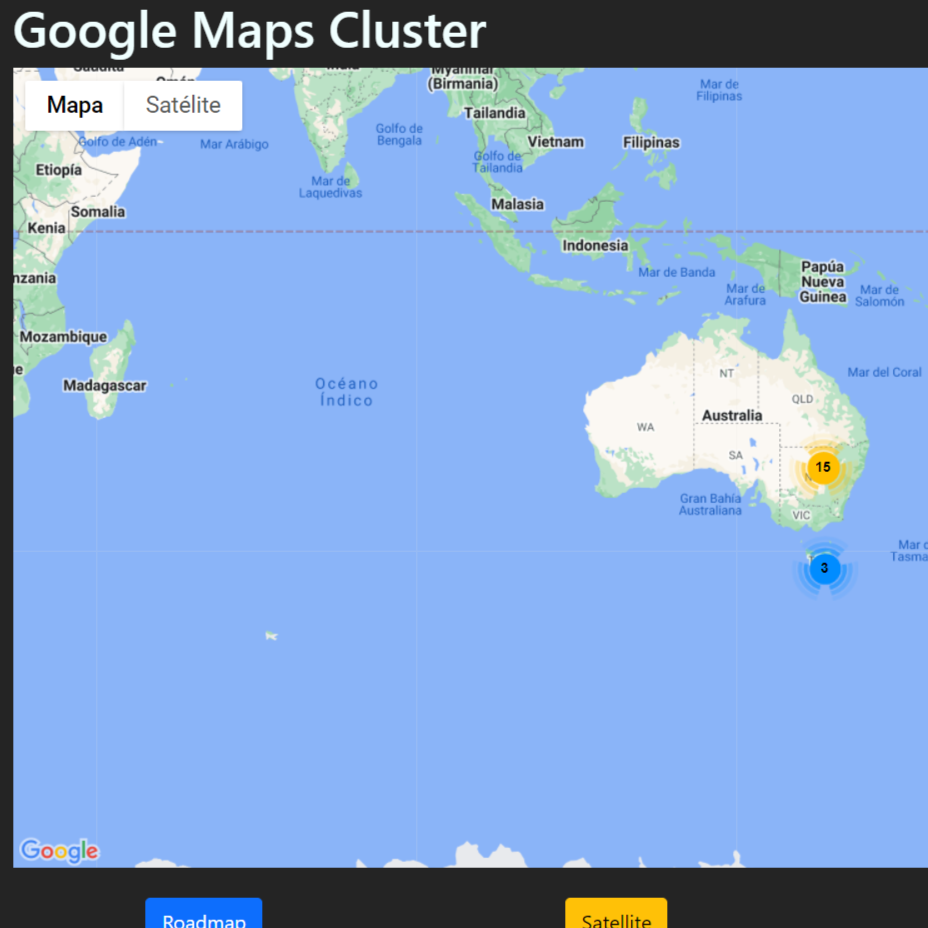 Google Maps Cluster
Saudita
Omán
India
Myanmar
(Birmania)
Mapa
Satélite
Mar de
Filipinas
Tailandia
Golfo de
Bengala
Golfo de Adén
Mar Arábigo
Vietnam
Filipinas
Golfo de
Tailandia
Etiopía
Mar de
Laquedivas
Malasia
Somalia
Kenia
Indonesia
Mar de Banda
Papúa
Nueva
Guinea
nzania
Mar de
Arafura
Mar de
Salomón
Mozambique
Madagascar
Océano
Índico
Mar del Coral
NT
QLD
Australia
WA
SA
15
N
Gran Bahía
Australiana
VIC
Mar d
Tasma
3
Google
Roadmap
Satellite